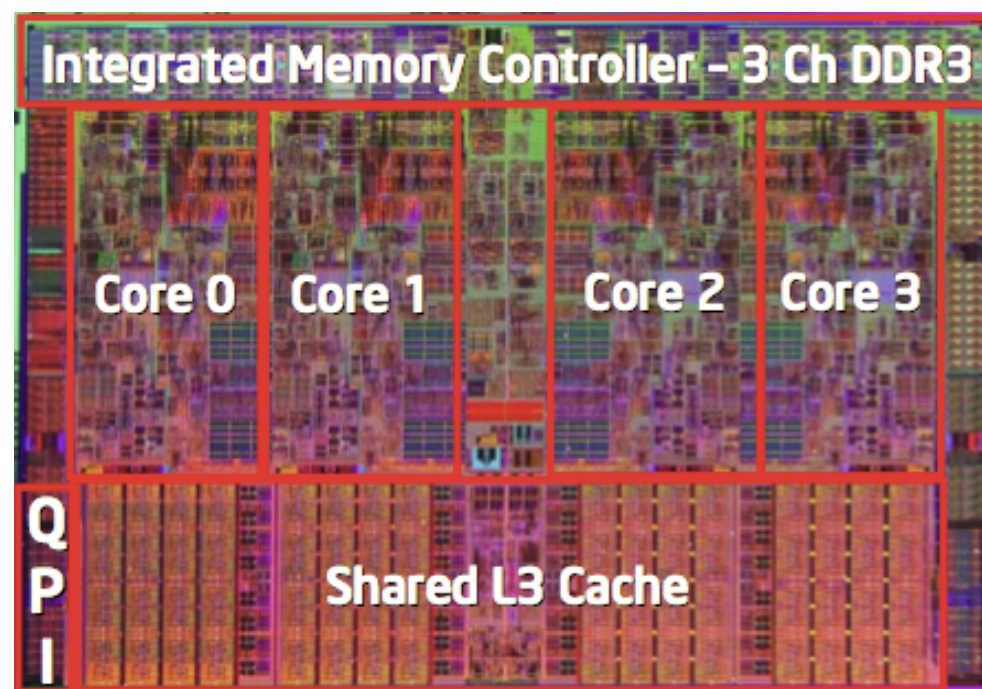 Integrated Memory Controller – 3 Ch DDR3
Core 0
Core 1
Core 2
Core 3
Q
P
I
Shared L3 Cache